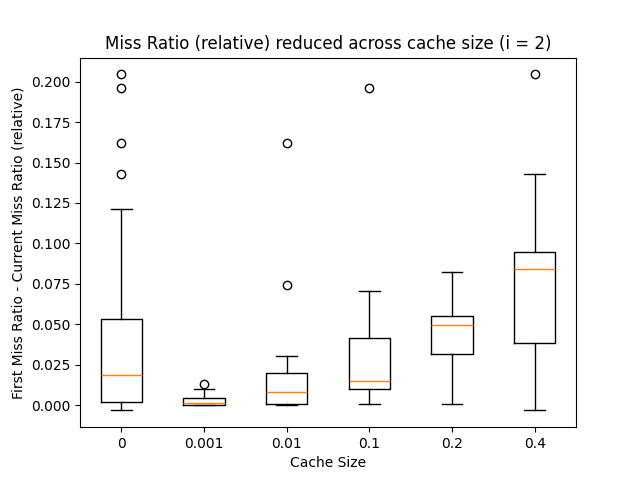 Miss Ratio (relative) reduced across cache size (i = 2)
First Miss Ratio - Current Miss Ratio (relative)
0.200
0.175
0.150
0.125
0.100
0.075
0.050
0.025
0.000
0 0.001 0.01 0.1 0.2 0.4
Cache Size